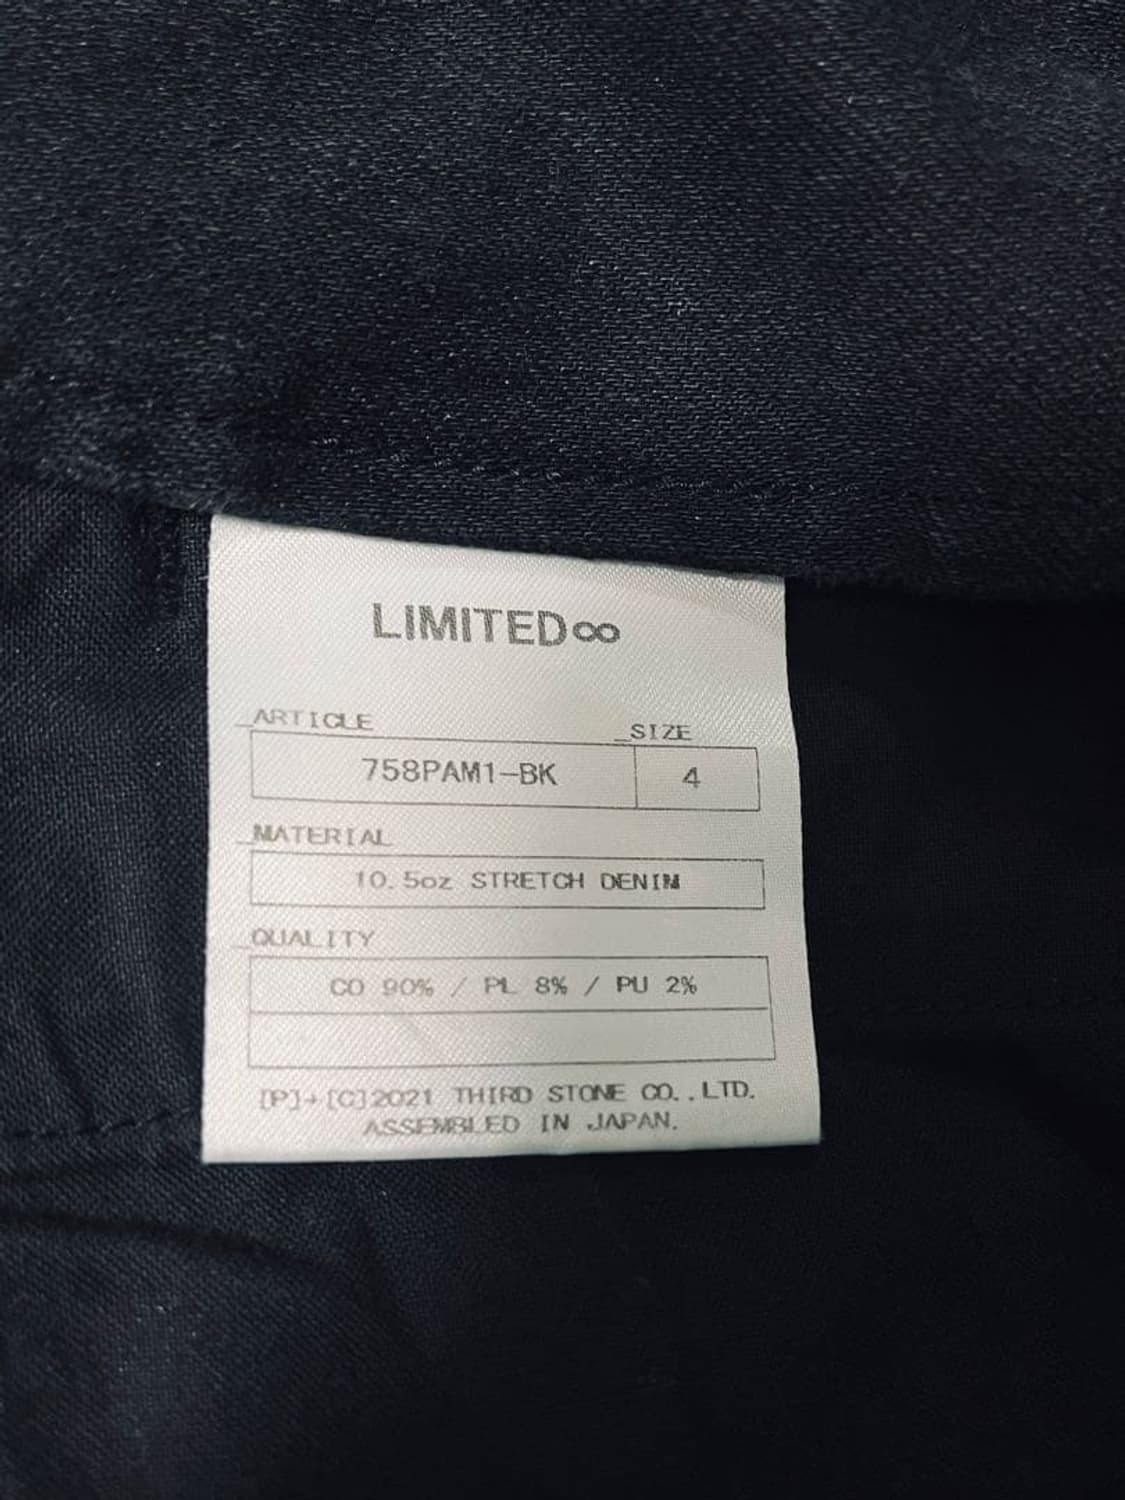 LIMITED∞
_ARTICLE
_SIZE
758PAM1-BK
4
_MATERIAL
10.5oz STRETCH DENIM
_QUALITY
CO 90% / PL 8% / PU 2%
[P]+[C]2021 THIRD STONE CO.,LTD.
ASSEMBLED IN JAPAN.